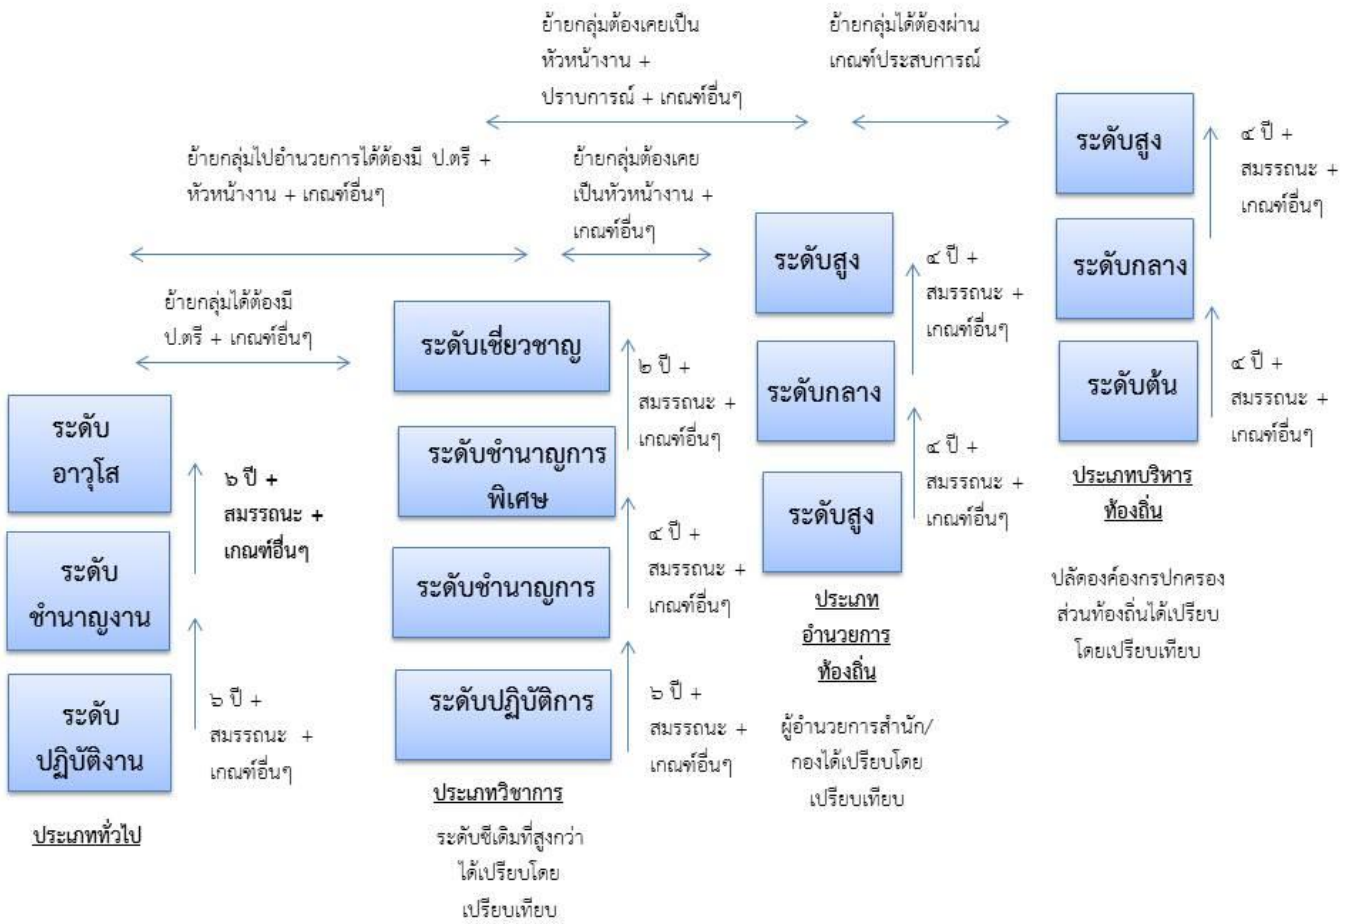 ย้ายกลุ่มต้องเคยเป็น
หัวหน้างาน +
ปราบการณ์ + เกณฑ์อื่นๆ
ย้ายกลุ่มได้ต้องผ่าน
เกณฑ์ประสบการณ์
ย้ายกลุ่มไปอำนวยการได้ต้องมี ป.ตรี +
หัวหน้างาน + เกณฑ์อื่นๆ
ย้ายกลุ่มต้องเคย
เป็นหัวหน้างาน +
เกณฑ์อื่นๆ
ย้ายกลุ่มได้ต้องมี
ป.ตรี + เกณฑ์อื่นๆ
ระดับ
อาวุโส
๖ ปี +
สมรรถนะ +
เกณฑ์อื่นๆ
ระดับ
ชำนาญงาน
ระดับ
ปฏิบัติงาน
๖ ปี +
สมรรถนะ +
เกณฑ์อื่นๆ
ประเภททั่วไป
ระดับเชี่ยวชาญ
๒ ปี +
สมรรถนะ +
เกณฑ์อื่นๆ
ระดับชำนาญการ
พิเศษ
๔ ปี +
สมรรถนะ +
เกณฑ์อื่นๆ
ระดับชำนาญการ
ระดับปฏิบัติการ
๖ ปี +
สมรรถนะ +
เกณฑ์อื่นๆ
ประเภทวิชาการ
ระดับซีเดิมที่สูงกว่า
ได้เปรียบโดย
เปรียบเทียบ
ระดับสูง
๔ ปี +
สมรรถนะ +
เกณฑ์อื่นๆ
ระดับกลาง
๔ ปี +
สมรรถนะ +
เกณฑ์อื่นๆ
ระดับสูง
ประเภท
อำนวยการ
ท้องถิ่น
ผู้อำนวยการสำนัก/
กองได้เปรียบโดย
เปรียบเทียบ
ระดับสูง
๔ ปี +
สมรรถนะ +
เกณฑ์อื่นๆ
ระดับกลาง
ระดับต้น
๔ ปี +
สมรรถนะ +
เกณฑ์อื่นๆ
ประเภทบริหาร
ท้องถิ่น
ปลัดองค์องกรปกครอง
ส่วนท้องถิ่นได้เปรียบ
โดยเปรียบเทียบ